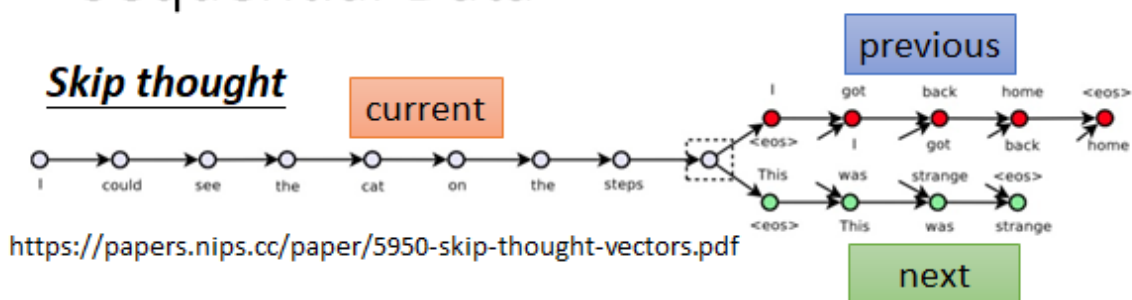 Sequential Data
Skip thought
current
previous
I got back home <eos>
<eos> I got back home
I could see the cat on the steps
This was strange <eos>
<eos> This was strange
https://papers.nips.cc/paper/5950-skip-thought-vectors.pdf
next